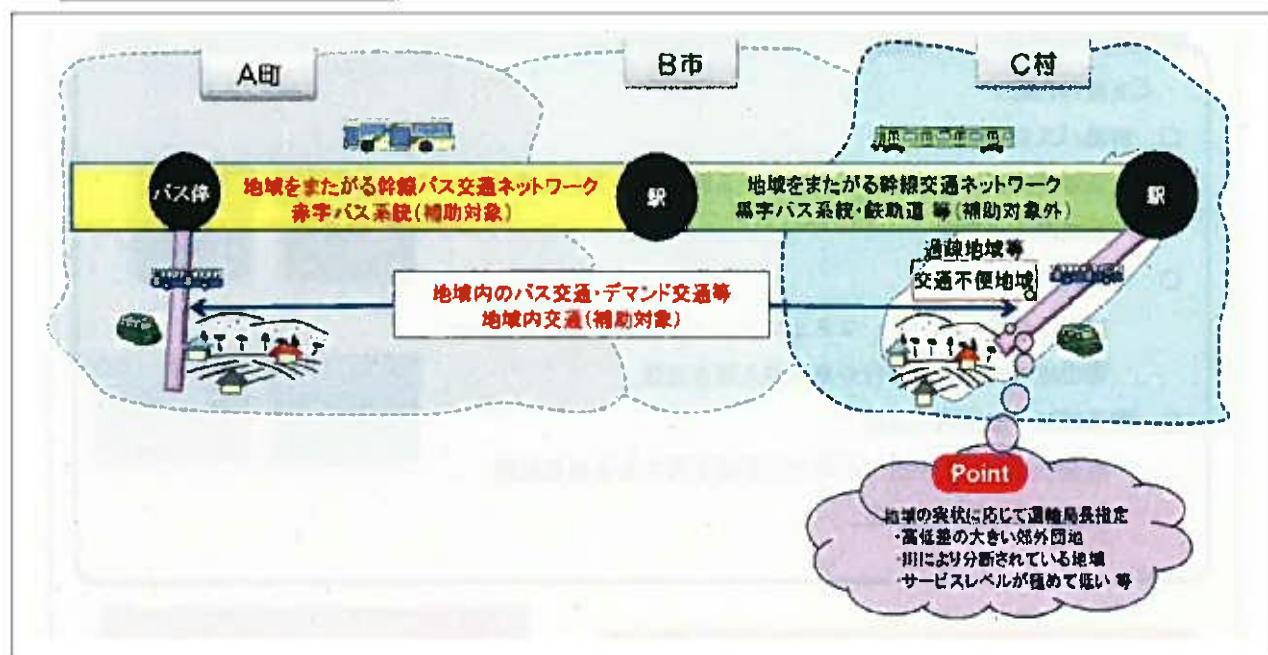 A町
B市
C村
バス停
地域をまたがる幹線バス交通ネットワーク
赤字バス系統(補助対象)
駅
地域をまたがる幹線交通ネットワーク
黒字バス系統・鉄軌道 等(補助対象外)
駅
過疎地域等
交通不便地域
地域内のバス交通・デマンド交通等
地域内交通(補助対象)
Point
地域の実状に応じて運輸局長指定
・高低差の大きい郊外団地
・川により分断されている地域
・サービスレベルが極めて低い 等